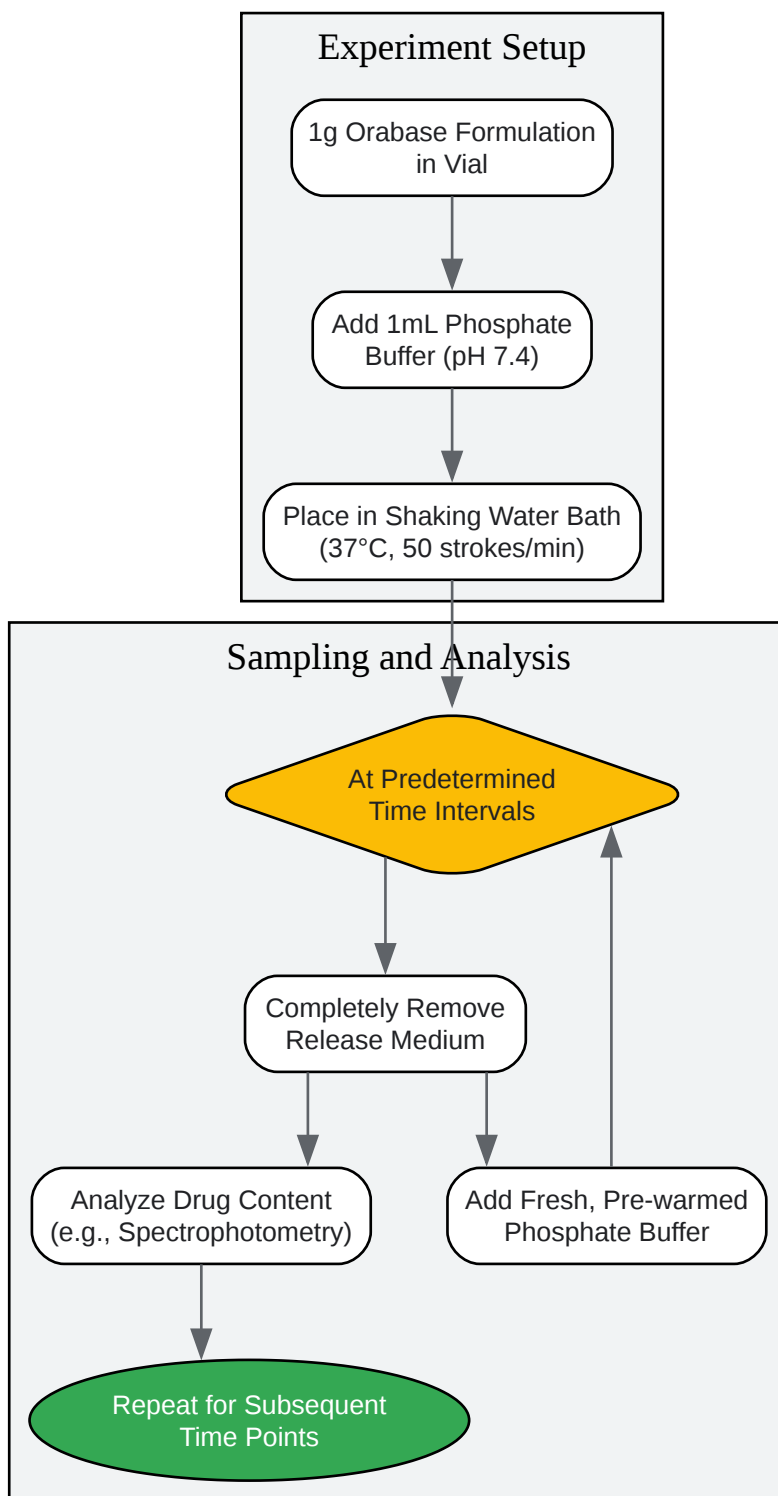 Experiment Setup
1g Orabase Formulation
in Vial
Add 1mL Phosphate
Buffer (pH 7.4)
Place in Shaking Water Bath
(37°C, 50 strokes/min)
Sampling and Analysis
At Predetermined
Time Intervals
Completely Remove
Release Medium
Analyze Drug Content
(e.g., Spectrophotometry)
Add Fresh, Pre-warmed
Phosphate Buffer
Repeat for Subsequent
Time Points